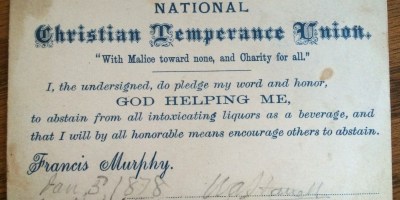 NATIONAL
Christian Temperance Union.
"With Malice toward none, and Charity for all."
I, the undersigned, do pledge my word and honor,
GOD HELPING ME,
to abstain from all intoxicating liquors as a beverage, and
that I will by all honorable means encourage others to abstain.
Francis Murphy.
Jan 3, 1878